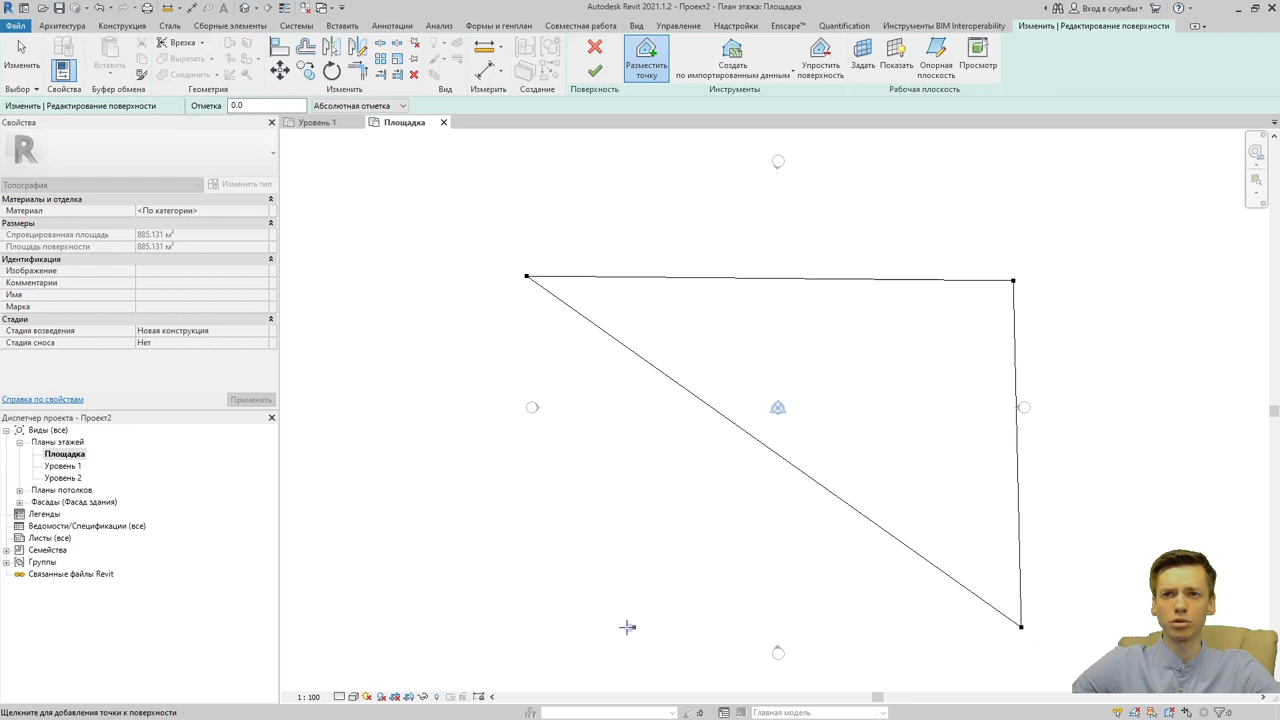 Autodesk Revit 2021.1.2 - Проект2 - План этажа: Площадка
Вход в службы
Файл Архитектура Конструкция Сталь Сборные элементы Системы Вставить Аннотации Анализ Формы и генплан Совместная работа Вид Управление Надстройки Enscape™ Quantification Инструменты BIM Interoperability Изменить | Редактирование поверхности
Изменить
Выбор
Свойства
Вставить
Буфер обмена
Врезка
Вырезать
Соединить
Геометрия
Изменить
Вид
Измерить
Создание
Поверхность
Разместить
точку
Создать
по импортированным данным
Упростить
поверхность
Инструменты
Задать
Показать
Опорная
плоскость
Просмотр
Рабочая плоскость
Изменить | Редактирование поверхности Отметка 0.0 Абсолютная отметка
Свойства
Уровень 1
Площадка
R
Топография
Изменить тип
Материалы и отделка
Материал <По категории>
Размеры
Спроецированная площадь 885.131 м²
Площадь поверхности 885.131 м²
Идентификация
Изображение
Комментарии
Имя
Марка
Стадии
Стадия возведения Новая конструкция
Стадия сноса Нет
Справка по свойствам
Применить
Диспетчер проекта - Проект2
Виды (все)
Планы этажей
Площадка
Уровень 1
Уровень 2
Планы потолков
Фасады (Фасад здания)
Легенды
Ведомости/Спецификации (все)
Листы (все)
Семейства
Группы
Связанные файлы Revit
1 : 100
Щелкните для добавления точки к поверхности
:0
Главная модель
:0